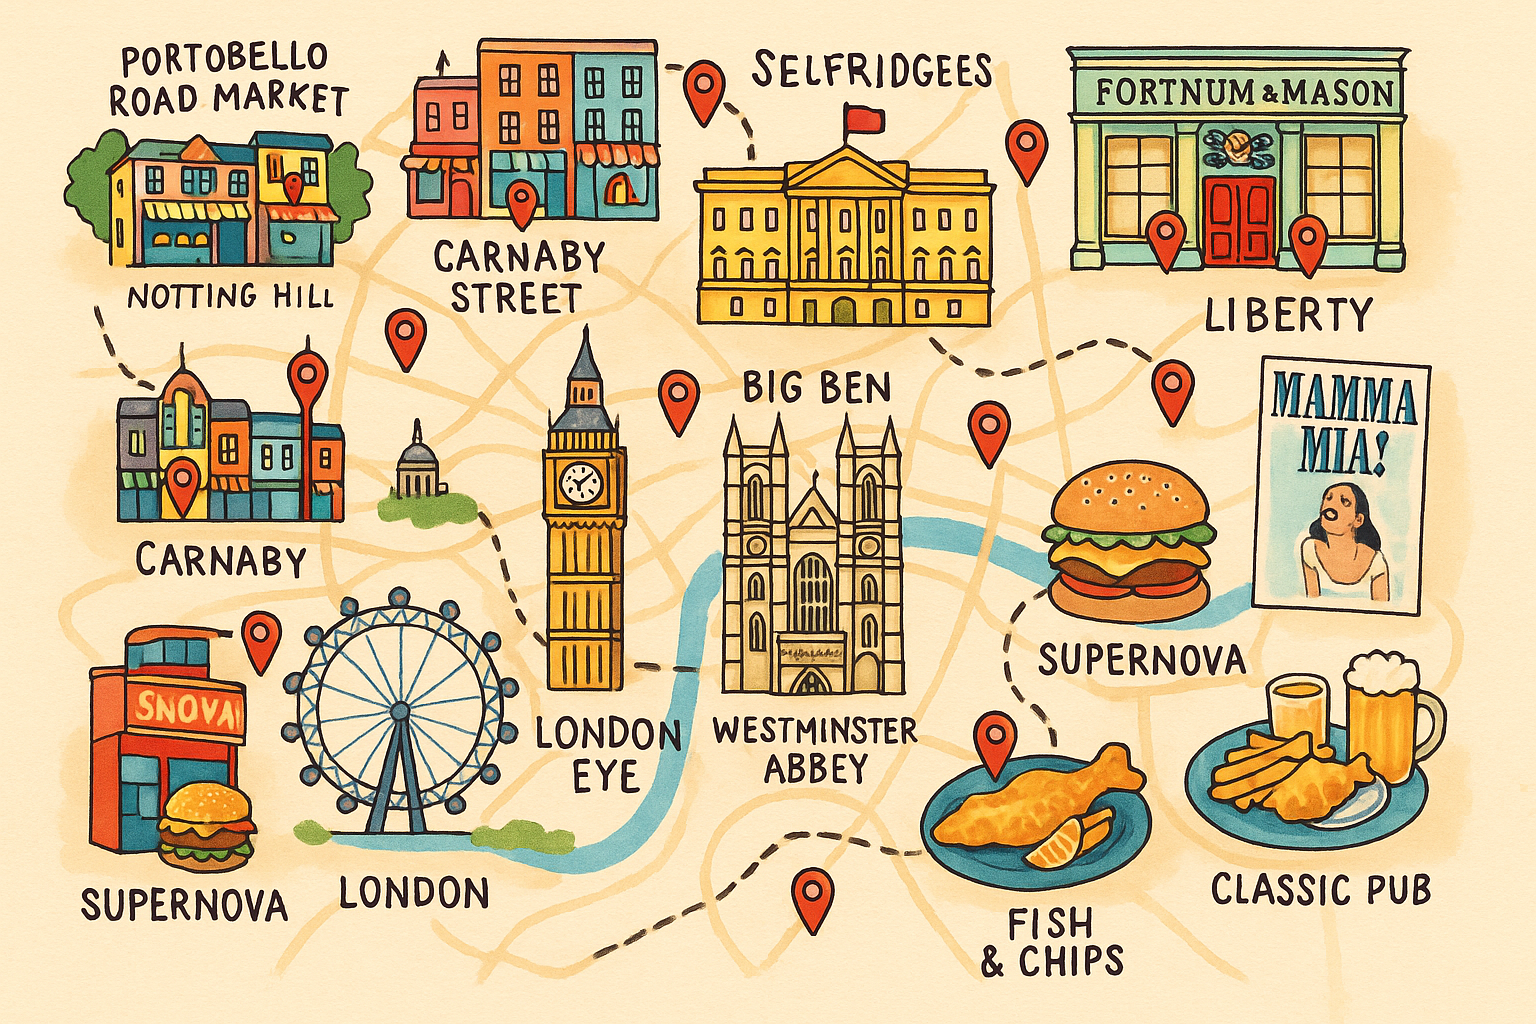 PORTOBELLO
ROAD MARKET
NOTTING HILL
CARNABY
STREET
SELFRIDGEES
FORTNUM & MASON
LIBERTY
CARNABY
BIG BEN
MAMMA
MIA!
SUPERNOVA
SNOVA
SUPERNOVA
LONDON
LONDON
EYE
WESTMINSTER
ABBEY
FISH
& CHIPS
CLASSIC PUB